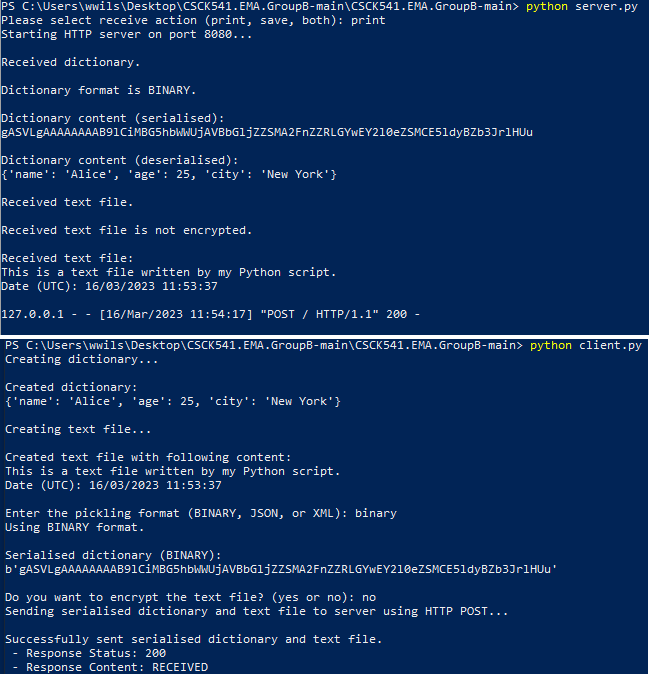 PS C:\Users\wwils\Desktop\CSCK541.EMA.GroupB-main\CSCK541.EMA.GroupB-main> python server.py
Please select receive action (print, save, both): print
Starting HTTP server on port 8080...
Received dictionary.
Dictionary format is BINARY.
Dictionary content (serialised):
gASVLgAAAAAAAAB9lCiMBG5hbWWUjAVBbGljZZSMA2FnZZRLGYwEY2l0eZSMCE5ldyBZb3JrlHUu
Dictionary content (deserialised):
{'name': 'Alice', 'age': 25, 'city': 'New York'}
Received text file.
Received text file is not encrypted.
Received text file:
This is a text file written by my Python script.
Date (UTC): 16/03/2023 11:53:37
127.0.0.1 - - [16/Mar/2023 11:54:17] "POST / HTTP/1.1" 200 -
PS C:\Users\wwils\Desktop\CSCK541.EMA.GroupB-main\CSCK541.EMA.GroupB-main> python client.py
Creating dictionary...
Created dictionary:
{'name': 'Alice', 'age': 25, 'city': 'New York'}
Creating text file...
Created text file with following content:
This is a text file written by my Python script.
Date (UTC): 16/03/2023 11:53:37
Enter the pickling format (BINARY, JSON, or XML): binary
Using BINARY format.
Serialised dictionary (BINARY):
b'gASVLgAAAAAAAAB9lCiMBG5hbWWUjAVBbGljZZSMA2FnZZRLGYwEY2l0eZSMCE5ldyBZb3JrlHUu'
Do you want to encrypt the text file? (yes or no): no
Sending serialised dictionary and text file to server using HTTP POST...
Successfully sent serialised dictionary and text file.
- Response Status: 200
- Response Content: RECEIVED